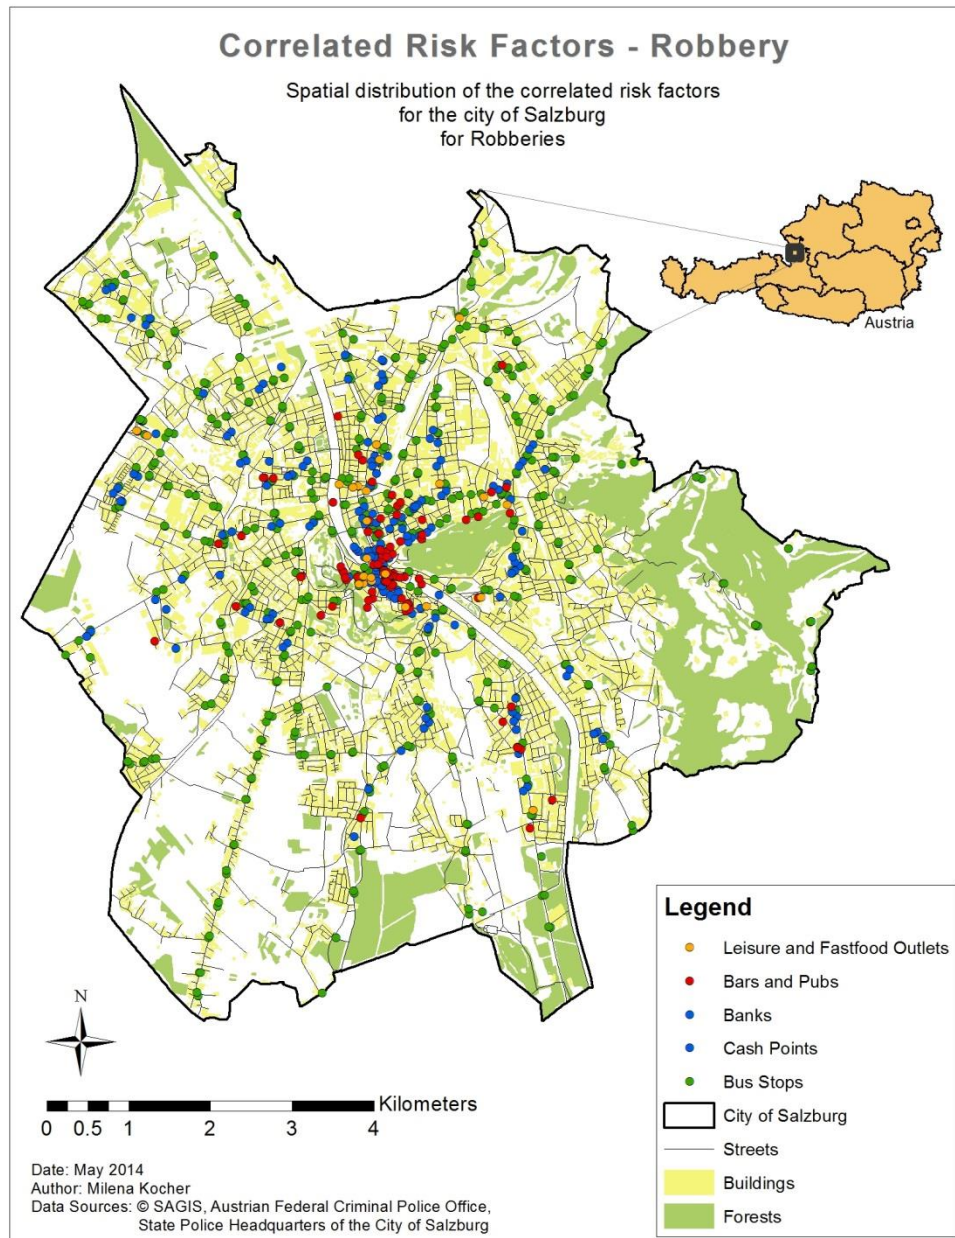 Correlated Risk Factors - Robbery
Spatial distribution of the correlated risk factors
for the city of Salzburg
for Robberies
Austria
Legend
Leisure and Fastfood Outlets
Bars and Pubs
Banks
Cash Points
Bus Stops
City of Salzburg
Streets
Buildings
Forests
N
Kilometers
0 0.5 1 2 3 4
Date: May 2014
Author: Milena Kocher
Data Sources: © SAGIS, Austrian Federal Criminal Police Office,
State Police Headquarters of the City of Salzburg